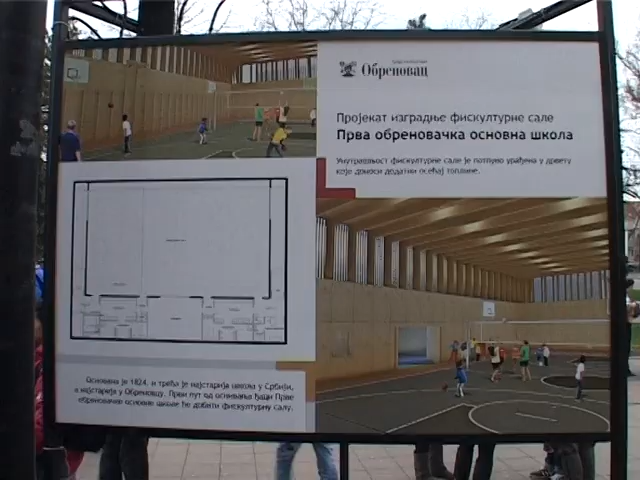 Обреновац
Пројекат изградње фискултурне сале
Прва обреновачка основна школа
Унутрашњост фискултурне сале је потпуно урађена у дрвету
које доноси додатни осећај топлине.
Основана је 1824. и трећа је најстарија школа у Србији,
а најстарија у Обреновцу. Први пут од оснивања ђаци Прве
обреновачке основне школе ће добити фискултурну салу.